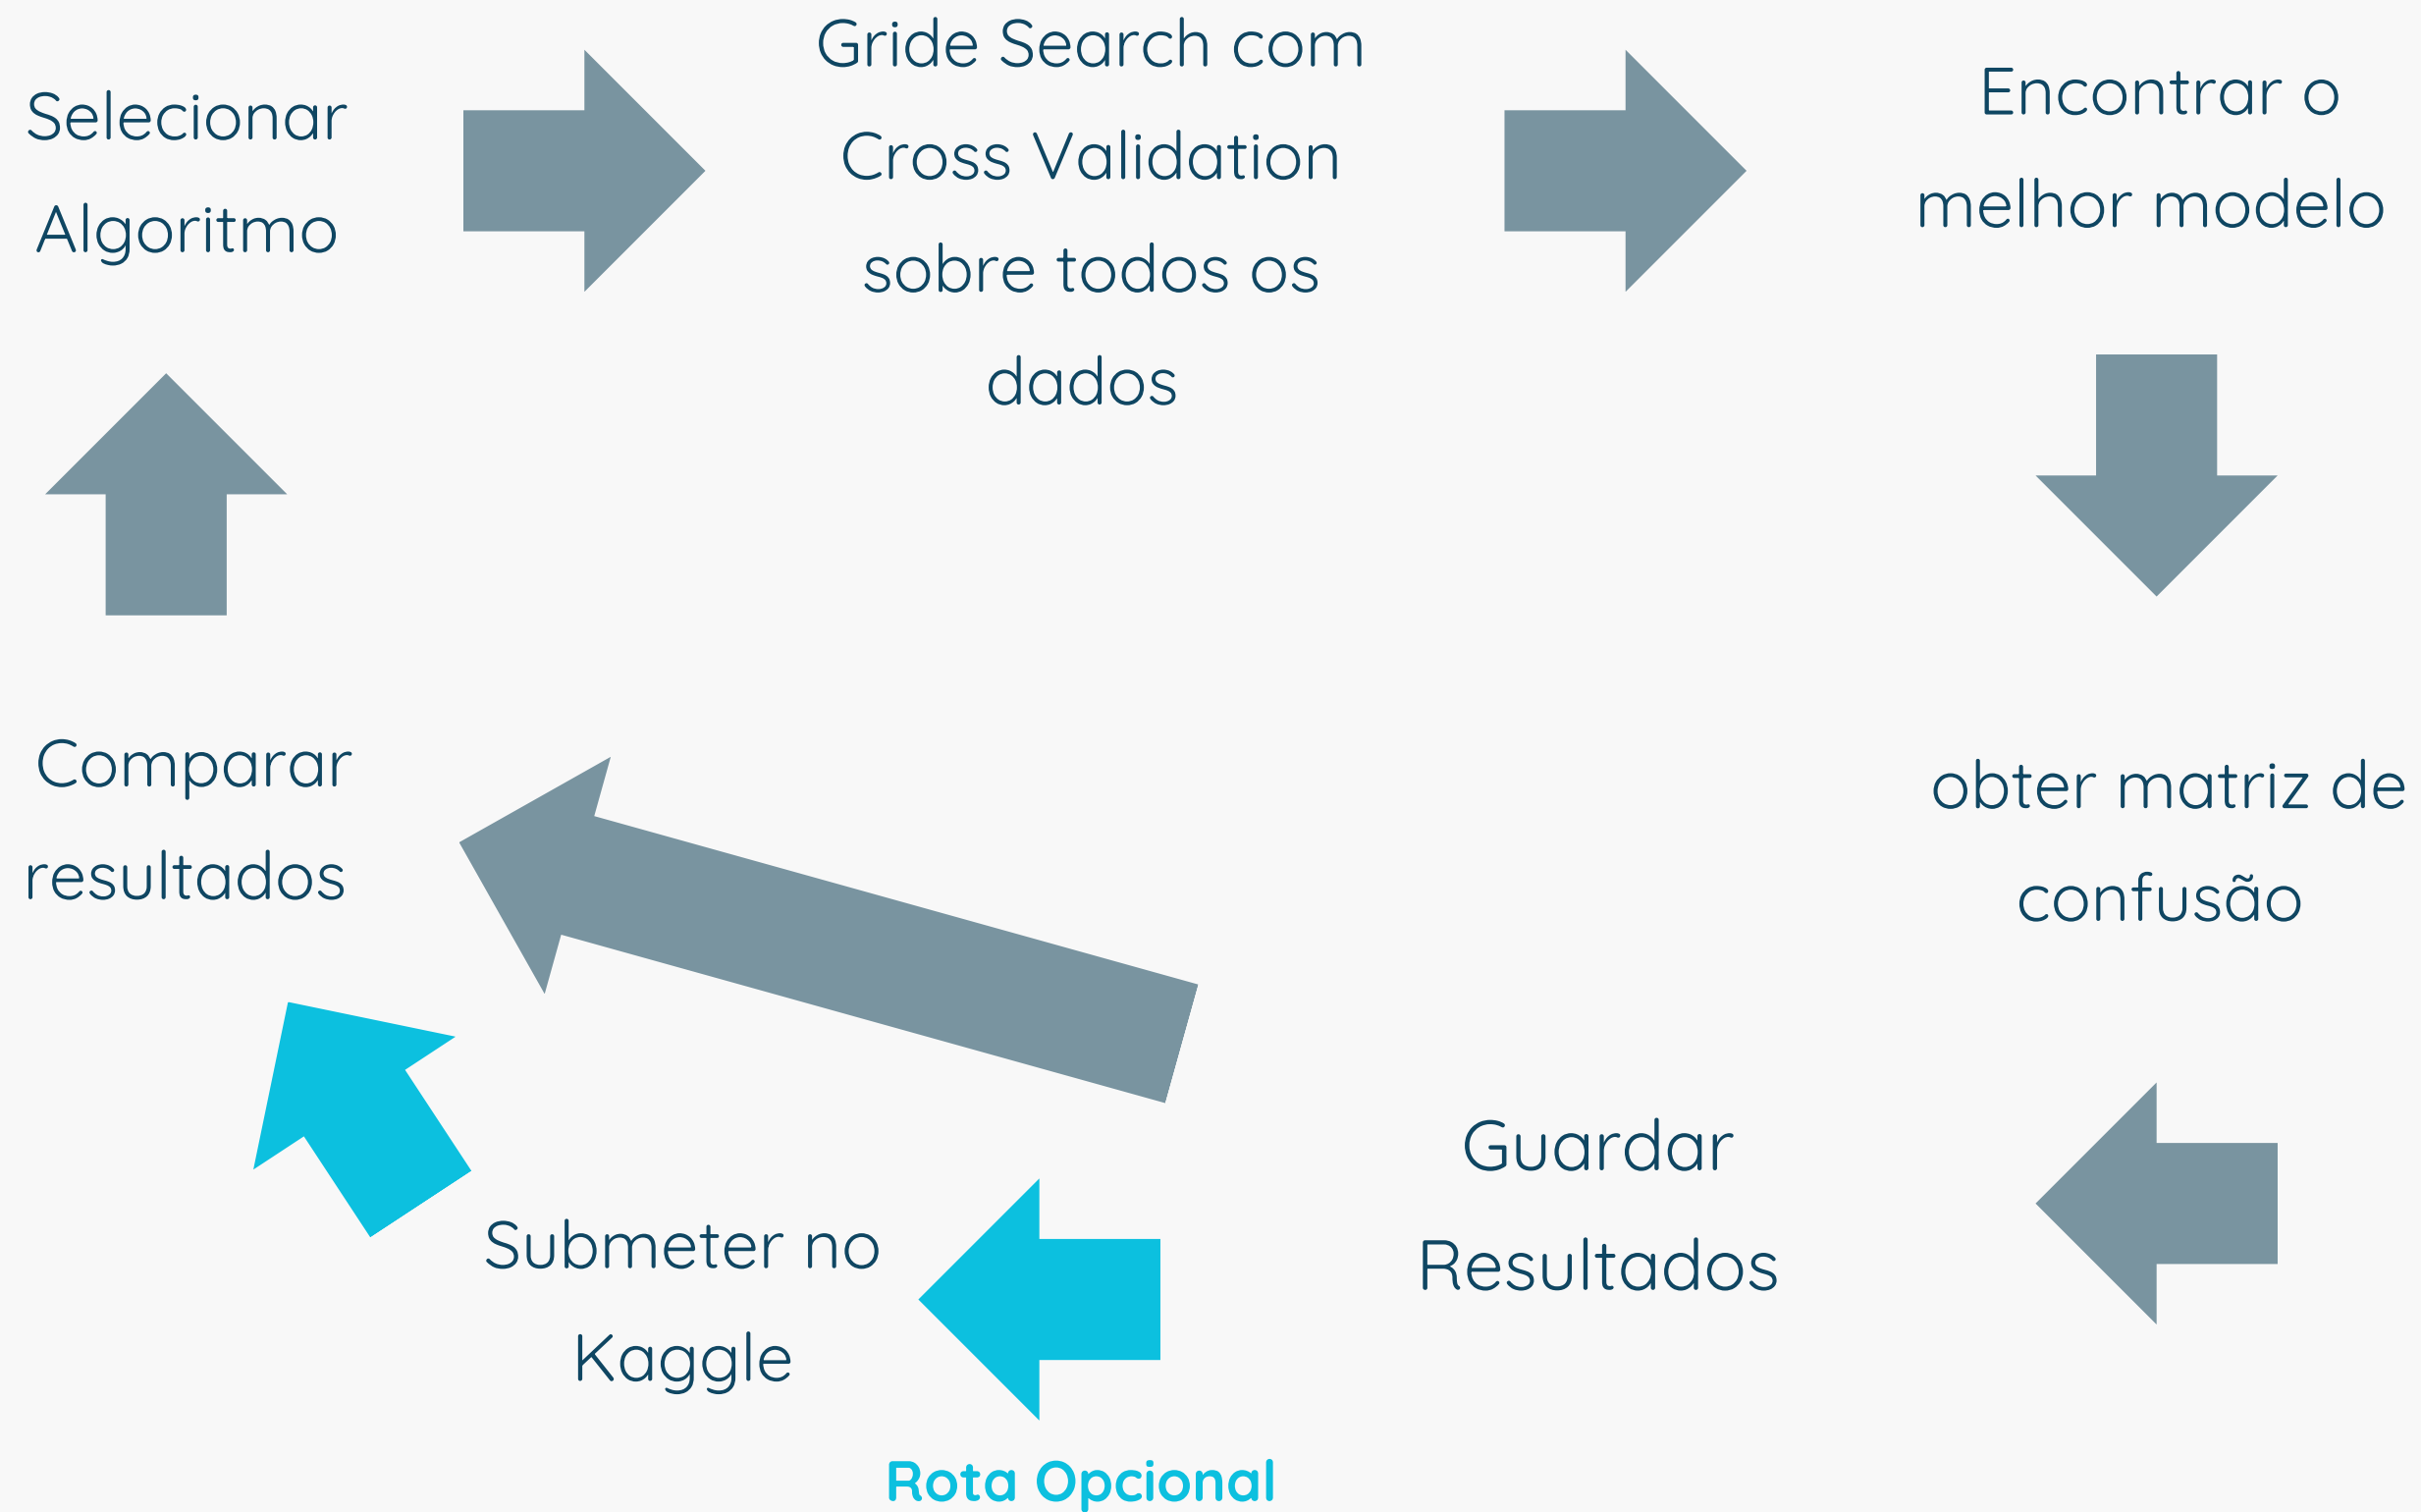 Selecionar
Algoritmo
Gride Search com
Cross Validation
sobre todos os
dados
Encontrar o
melhor modelo
obter matriz de
confusão
Guardar
Resultados
Submeter no
Kaggle
Rota Opcional
Comparar
resultados